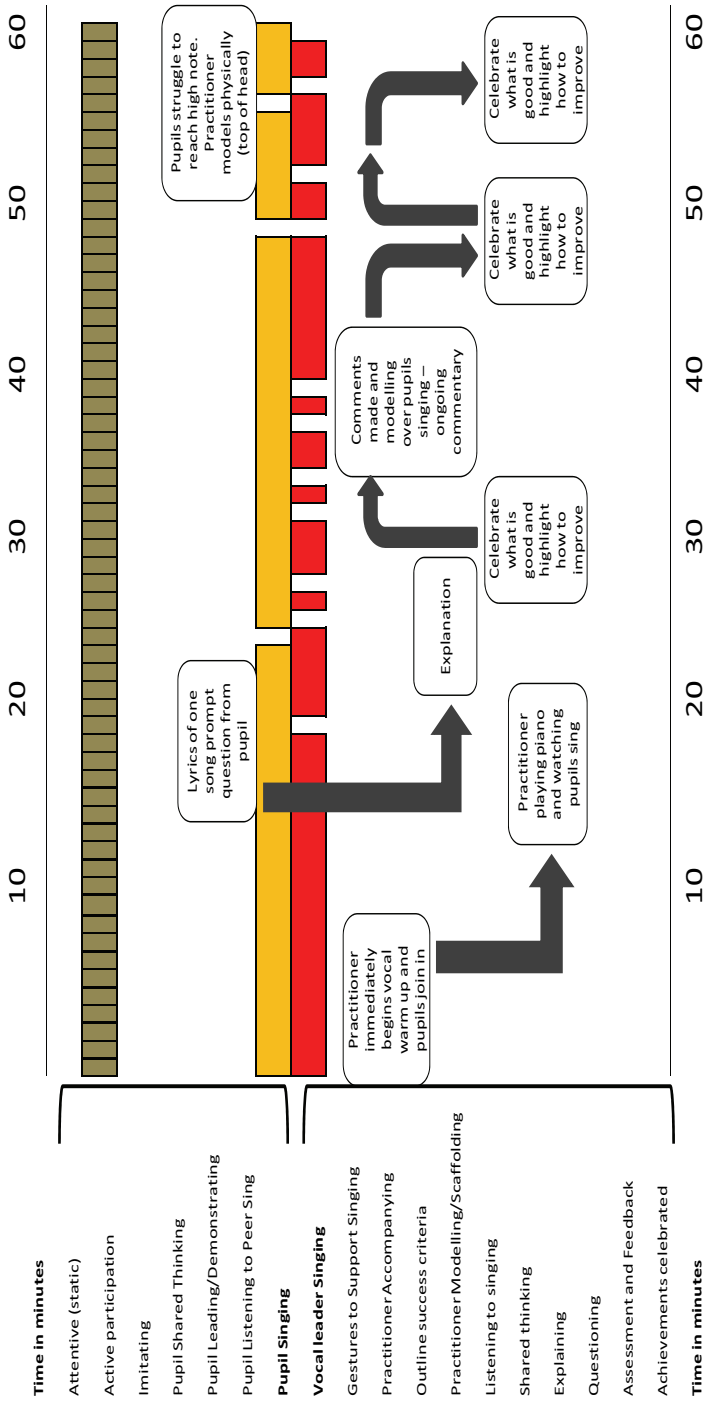 Time in minutes
10
20
30
40
50
60
Attentive (static)
Active participation
Imitating
Pupil Shared Thinking
Pupil Leading/Demonstrating
Pupil Listening to Peer Sing
Pupil Singing
Vocal leader Singing
Gestures to Support Singing
Practitioner Accompanying
Outline success criteria
Practitioner Modelling/Scaffolding
Listening to singing
Shared thinking
Explaining
Questioning
Assessment and Feedback
Achievements celebrated
Lyrics of one
song prompt
question from
pupil
Pupils struggle to
reach high note.
Practitioner
models physically
(top of head)
Practitioner
immediately
begins vocal
warm up and
pupils join in
Comments
made and
modelling
over pupils
singing –
ongoing
commentary
Explanation
Practitioner
playing piano
and watching
pupils sing
Celebrate
what is
good and
highlight
how to
improve
Celebrate
what is
good and
highlight
how to
improve
Celebrate
what is
good and
highlight
how to
improve
Time in minutes
10
20
30
40
50
60